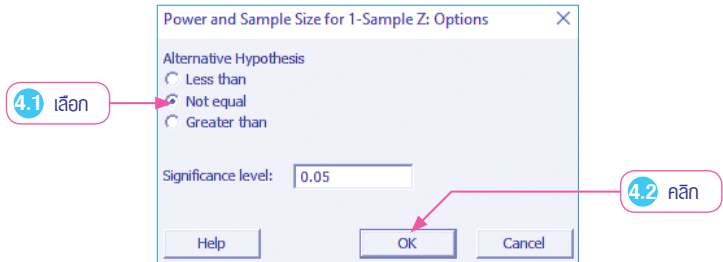 Power and Sample Size for 1-Sample Z: Options
Alternative Hypothesis
Less than
4.1 เลือก
Not equal
Greater than
Significance level: 0.05
4.2 คลิก
Help OK Cancel